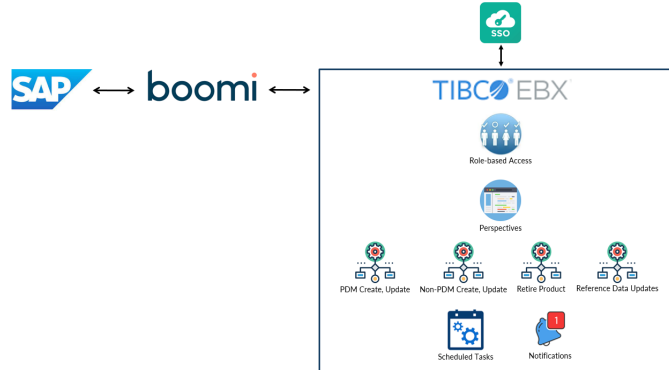 SSO
SAP
boomi
TIBCO® EBX®
Role-based Access
Perspectives
PDM Create, Update
Non-PDM Create, Update
Retire Product
Reference Data Updates
1
Scheduled Tasks
Notifications